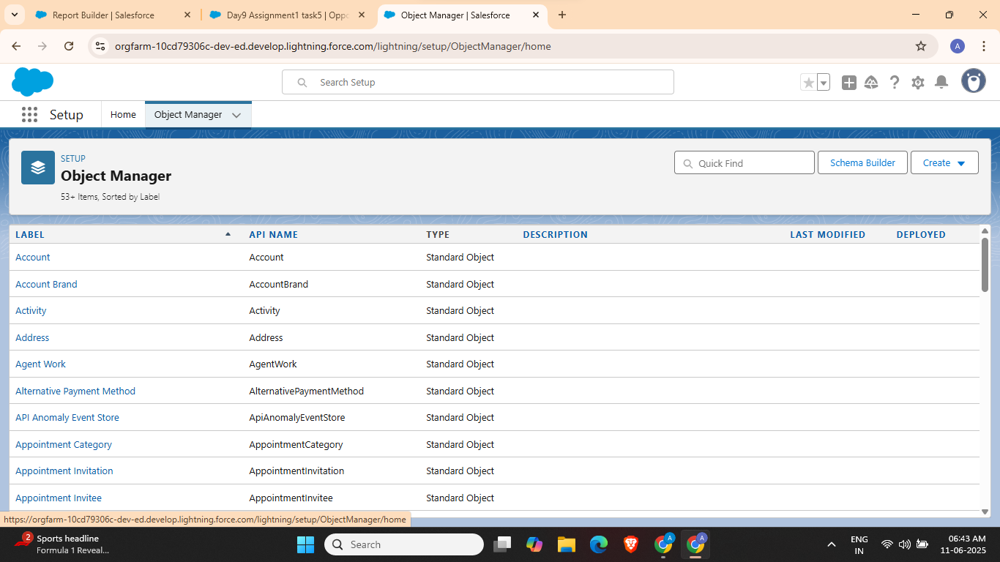 Report Builder | Salesforce
Day9 Assignment1 task5 | Oppo
Object Manager | Salesforce
orgfarm-10cd79306c-dev-ed.develop.lightning.force.com/lightning/setup/ObjectManager/home
A
Search Setup
Setup
Home
Object Manager
SETUP
Object Manager
53+ Items, Sorted by Label
Quick Find
Schema Builder
Create
LABEL API NAME TYPE DESCRIPTION LAST MODIFIED DEPLOYED
Account Account Standard Object
Account Brand AccountBrand Standard Object
Activity Activity Standard Object
Address Address Standard Object
Agent Work AgentWork Standard Object
Alternative Payment Method AlternativePaymentMethod Standard Object
API Anomaly Event Store ApiAnomalyEventStore Standard Object
Appointment Category AppointmentCategory Standard Object
Appointment Invitation AppointmentInvitation Standard Object
Appointment Invitee AppointmentInvitee Standard Object
https://orgfarm-10cd79306c-dev-ed.develop.lightning.force.com/lightning/setup/ObjectManager/home
2
Sports headline
Formula 1 Reveal...
Search
A
A
ENG
IN
06:43 AM
11-06-2025